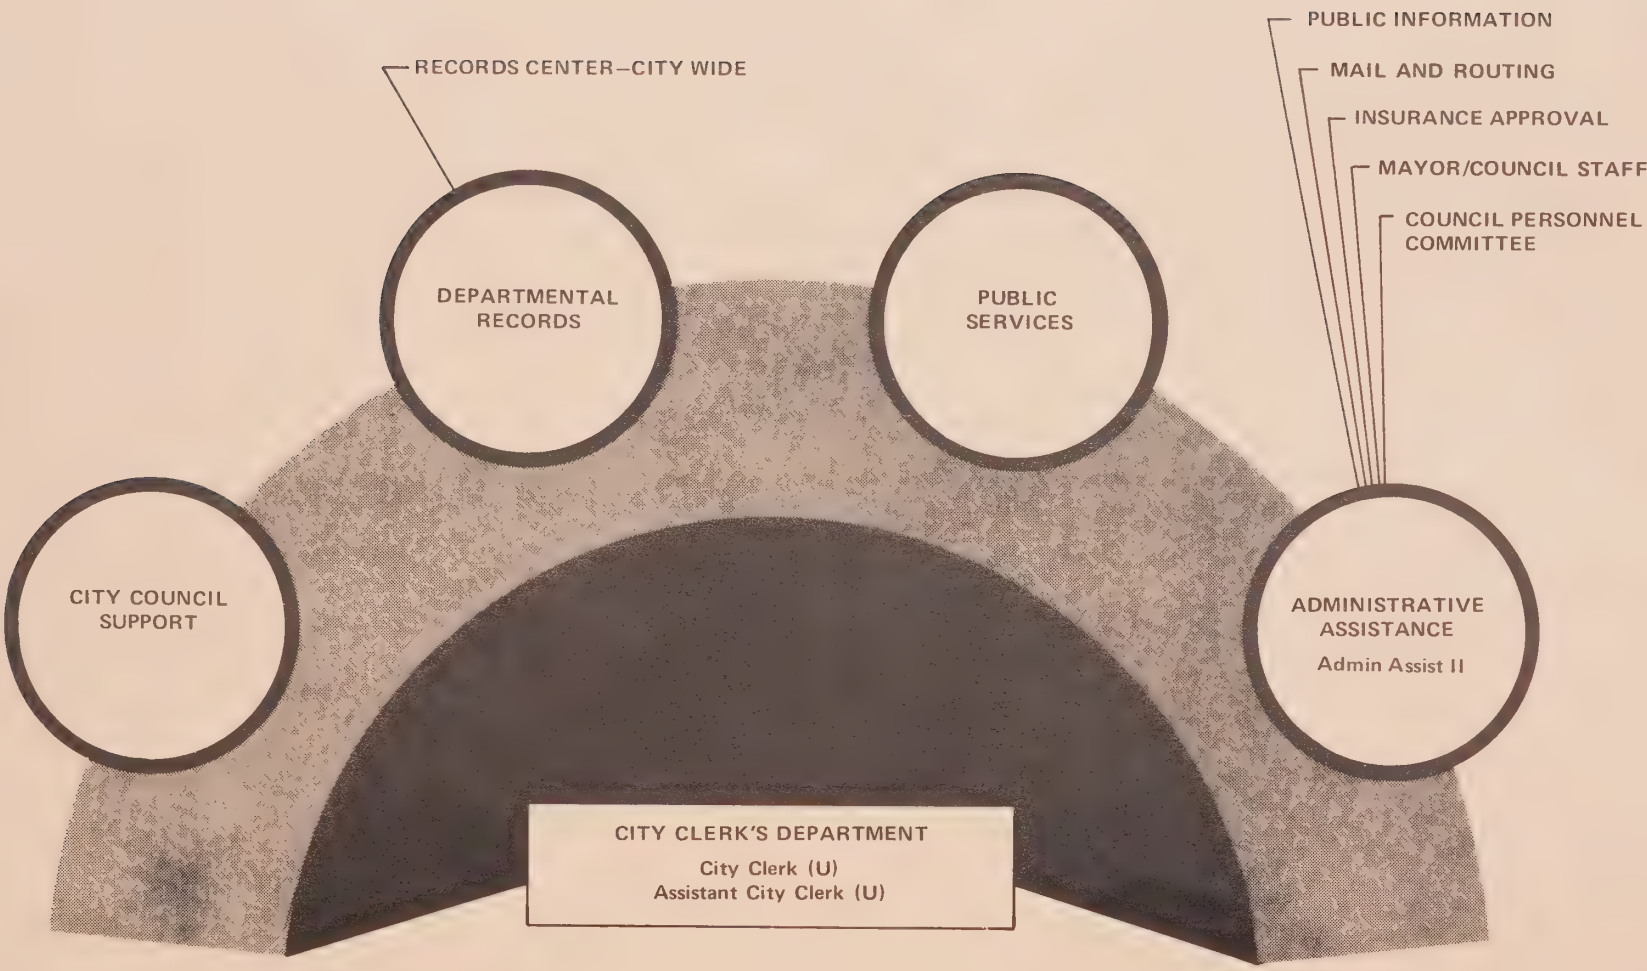 PUBLIC INFORMATION
RECORDS CENTER–CITY WIDE
MAIL AND ROUTING
INSURANCE APPROVAL
MAYOR/COUNCIL STAFF
COUNCIL PERSONNEL
COMMITTEE
DEPARTMENTAL
RECORDS
PUBLIC
SERVICES
CITY COUNCIL
SUPPORT
ADMINISTRATIVE
ASSISTANCE
Admin Assist II
CITY CLERK'S DEPARTMENT
City Clerk (U)
Assistant City Clerk (U)